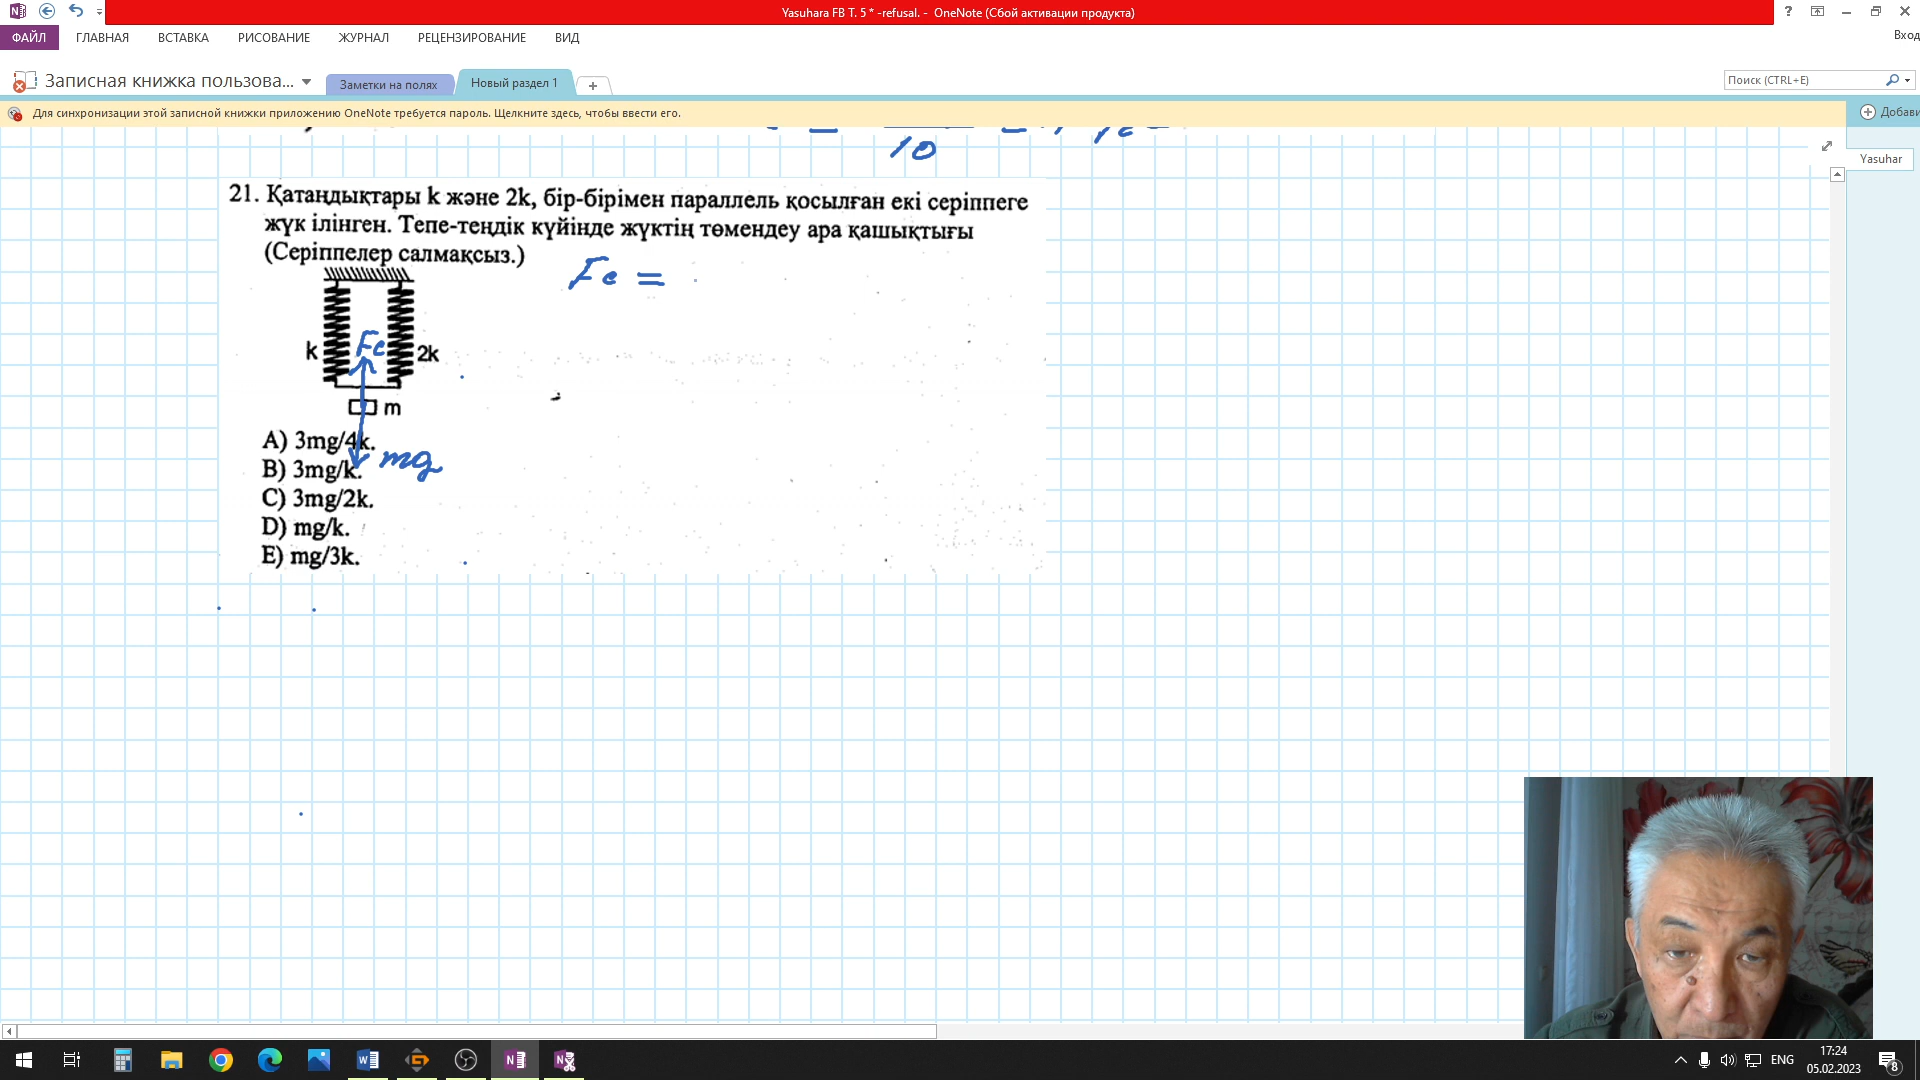 Yasuhara FB T. 5 * -refusal. - OneNote (Сбой активации продукта)
ФАЙЛ ГЛАВНАЯ ВСТАВКА РИСОВАНИЕ ЖУРНАЛ РЕЦЕНЗИРОВАНИЕ ВИД
Вход
Записная книжка пользова... Заметки на полях Новый раздел 1
Поиск (CTRL+E)
Для синхронизации этой записной книжки приложению OneNote требуется пароль. Щелкните здесь, чтобы ввести его.
Добави
Yasuhar
10
21. Қатаңдықтары k және 2k, бір-бірімен параллель қосылған екі серіппеге
жүк ілінген. Тепе-теңдік күйінде жүктің төмендеу ара қашықтығы
(Серіппелер салмақсыз.)
Fc =
k Fc 2k
m
A) 3mg/4k.
B) 3mg/k.
mg
C) 3mg/2k.
D) mg/k.
E) mg/3k.
ENG
17:24
05.02.2023
8